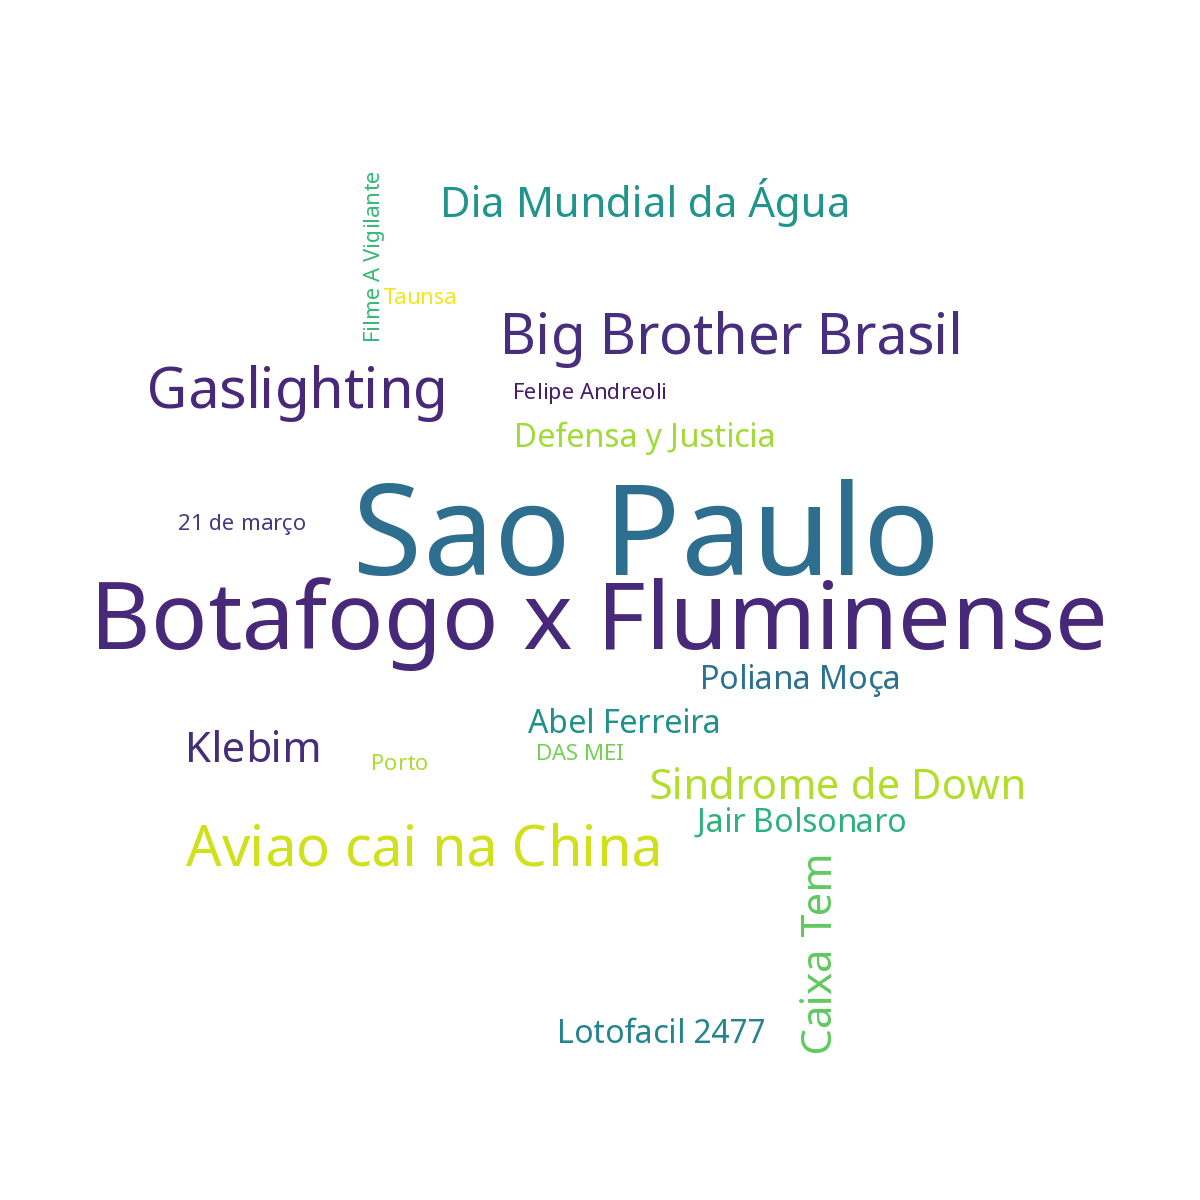 Filme A Vigilante
Dia Mundial da Água
Taunsa
Big Brother Brasil
Gaslighting
Felipe Andreoli
Defensa y Justicia
Sao Paulo
21 de março
Botafogo x Fluminense
Poliana Moça
Abel Ferreira
Klebim
DAS MEI
Porto
Sindrome de Down
Jair Bolsonaro
Aviao cai na China
Caixa Tem
Lotofacil 2477